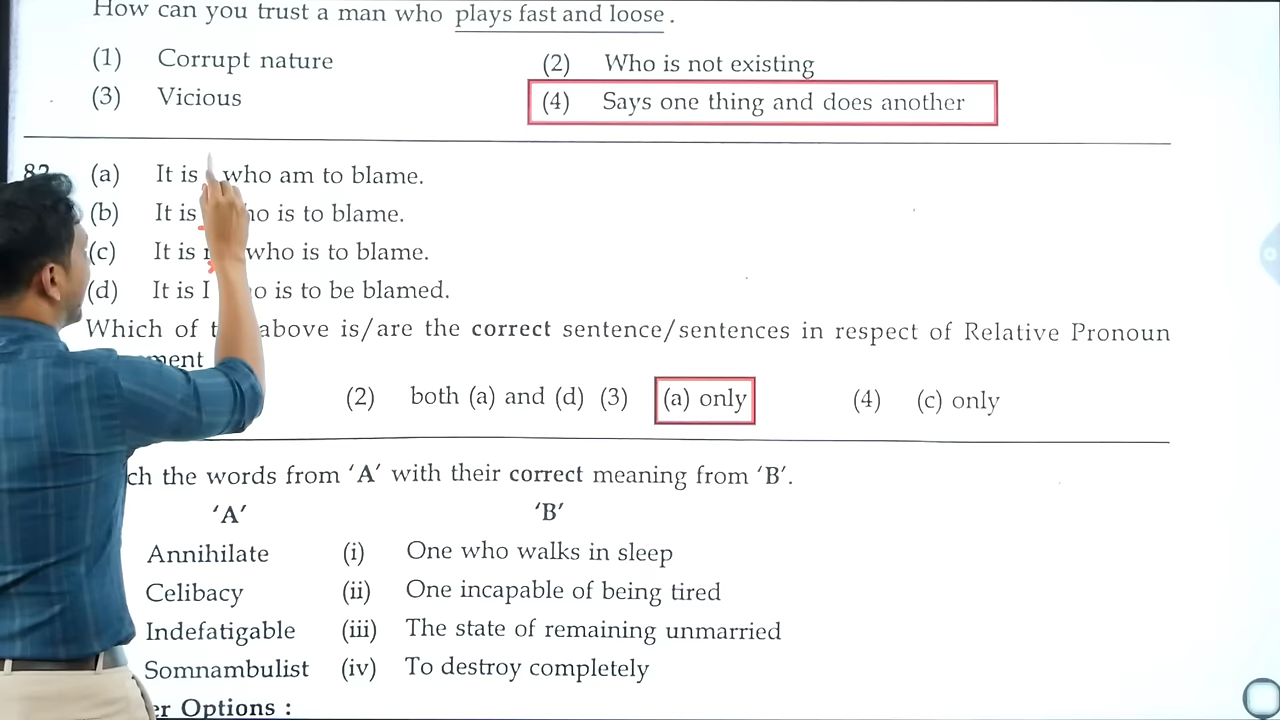 How can you trust a man who plays fast and loose.
(1) Corrupt nature (2) Who is not existing
(3) Vicious (4) Says one thing and does another
82 (a) It is who am to blame.
(b) It is who is to blame.
(c) It is who is to blame.
(d) It is I who is to be blamed.
Which of the above is/are the correct sentence/sentences in respect of Relative Pronoun
(2) both (a) and (d) (3) (a) only (4) (c) only
the words from 'A' with their correct meaning from 'B'.
'A' 'B'
Annihilate (i) One who walks in sleep
Celibacy (ii) One incapable of being tired
Indefatigable (iii) The state of remaining unmarried
Somnambulist (iv) To destroy completely
Options :